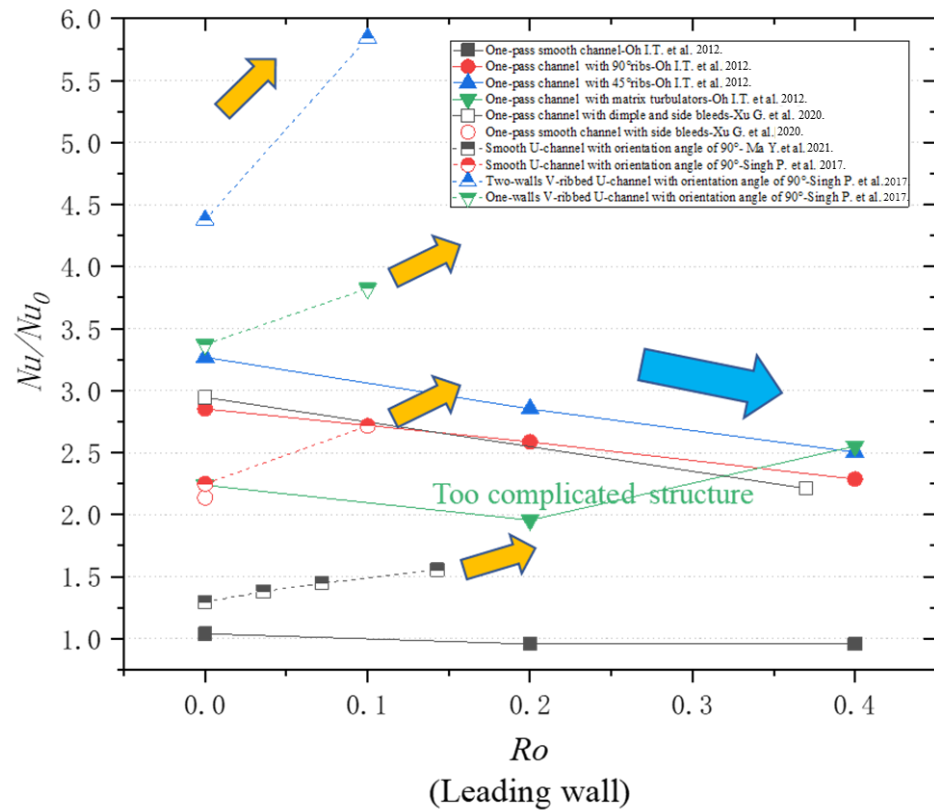 6.0
5.5
5.0
4.5
4.0
3.5
3.0
2.5
2.0
1.5
1.0
Nu/Nu0
One-pass smooth channel-Oh I.T. et al. 2012.
One-pass channel with 90°ribs-Oh I.T. et al. 2012.
One-pass channel with 45°ribs-Oh I.T. et al. 2012.
One-pass channel with matrix turbulators-Oh I.T. et al. 2012.
One-pass channel with dimple and side bleeds-Xu G. et al. 2020.
One-pass smooth channel with side bleeds-Xu G. et al. 2020.
Smooth U-channel with orientation angle of 90°- Ma Y.et al.2021.
Smooth U-channel with orientation angle of 90°-Singh P. et al. 2017.
Two-walls V-ribbed U-channel with orientation angle of 90°-Singh P. et al. 2017
One-walls V-ribbed U-channel with orientation angle of 90°-Singh P. et al. 2017.
Too complicated structure
0.0 0.1 0.2 0.3 0.4
Ro
(Leading wall)